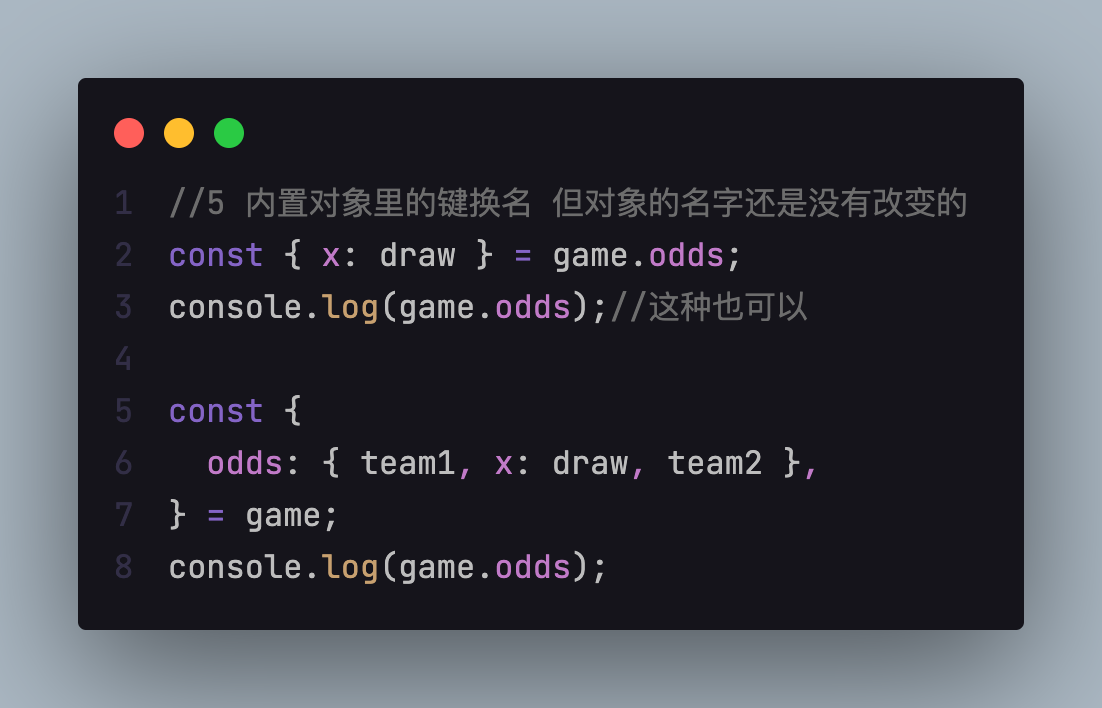 1 //5 内置对象里的键换名 但对象的名字还是没有改变的
2 const { x: draw } = game.odds;
3 console.log(game.odds);//这种也可以
4
5 const {
6   odds: { team1, x: draw, team2 },
7 } = game;
8 console.log(game.odds);